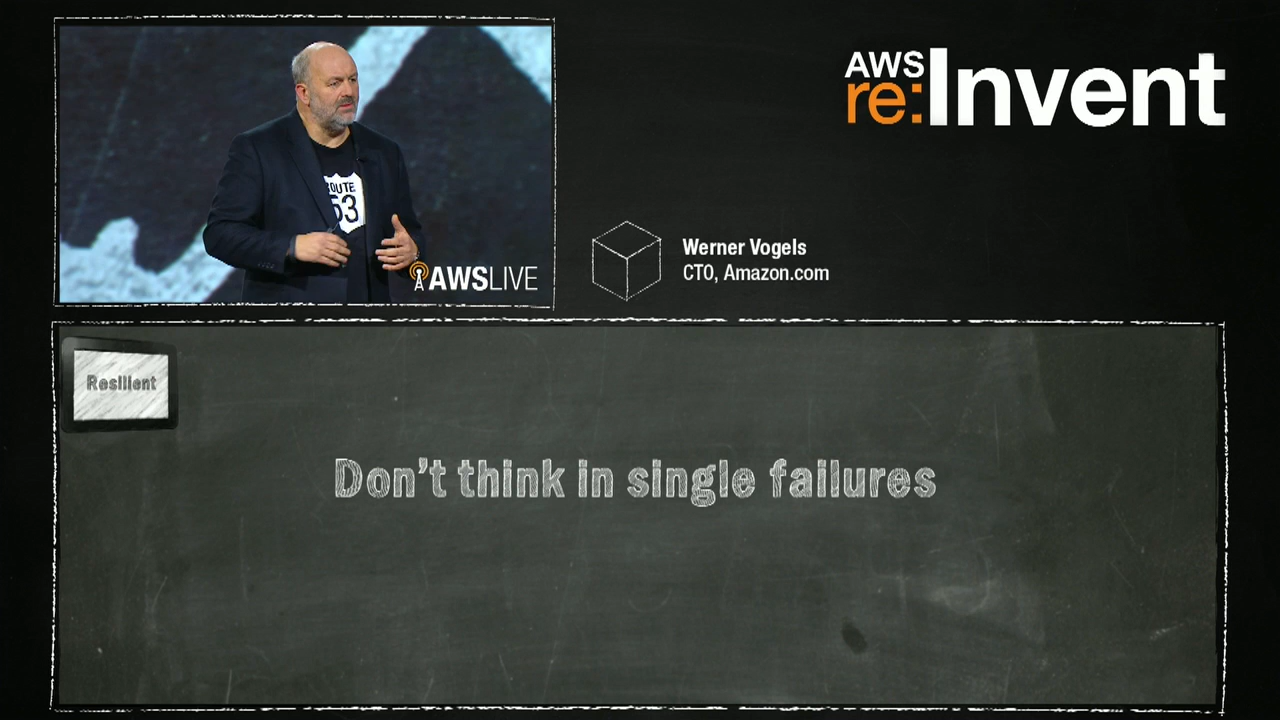 AWS
re:Invent
ROUTE
53
AWSLIVE
Werner Vogels
CTO, Amazon.com
Resilient
Don't think in single failures